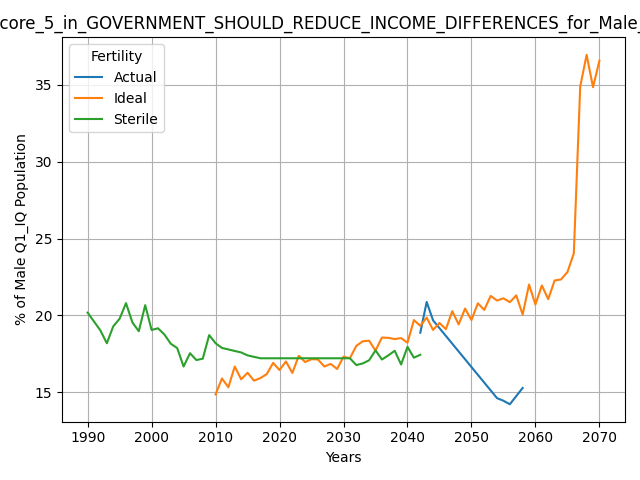 core_5_in_GOVERNMENT_SHOULD_REDUCE_INCOME_DIFFERENCES_for_Male_
Fertility
Actual
Ideal
Sterile
% of Male Q1_IQ Population
35
30
25
20
15
1990 2000 2010 2020 2030 2040 2050 2060 2070
Years